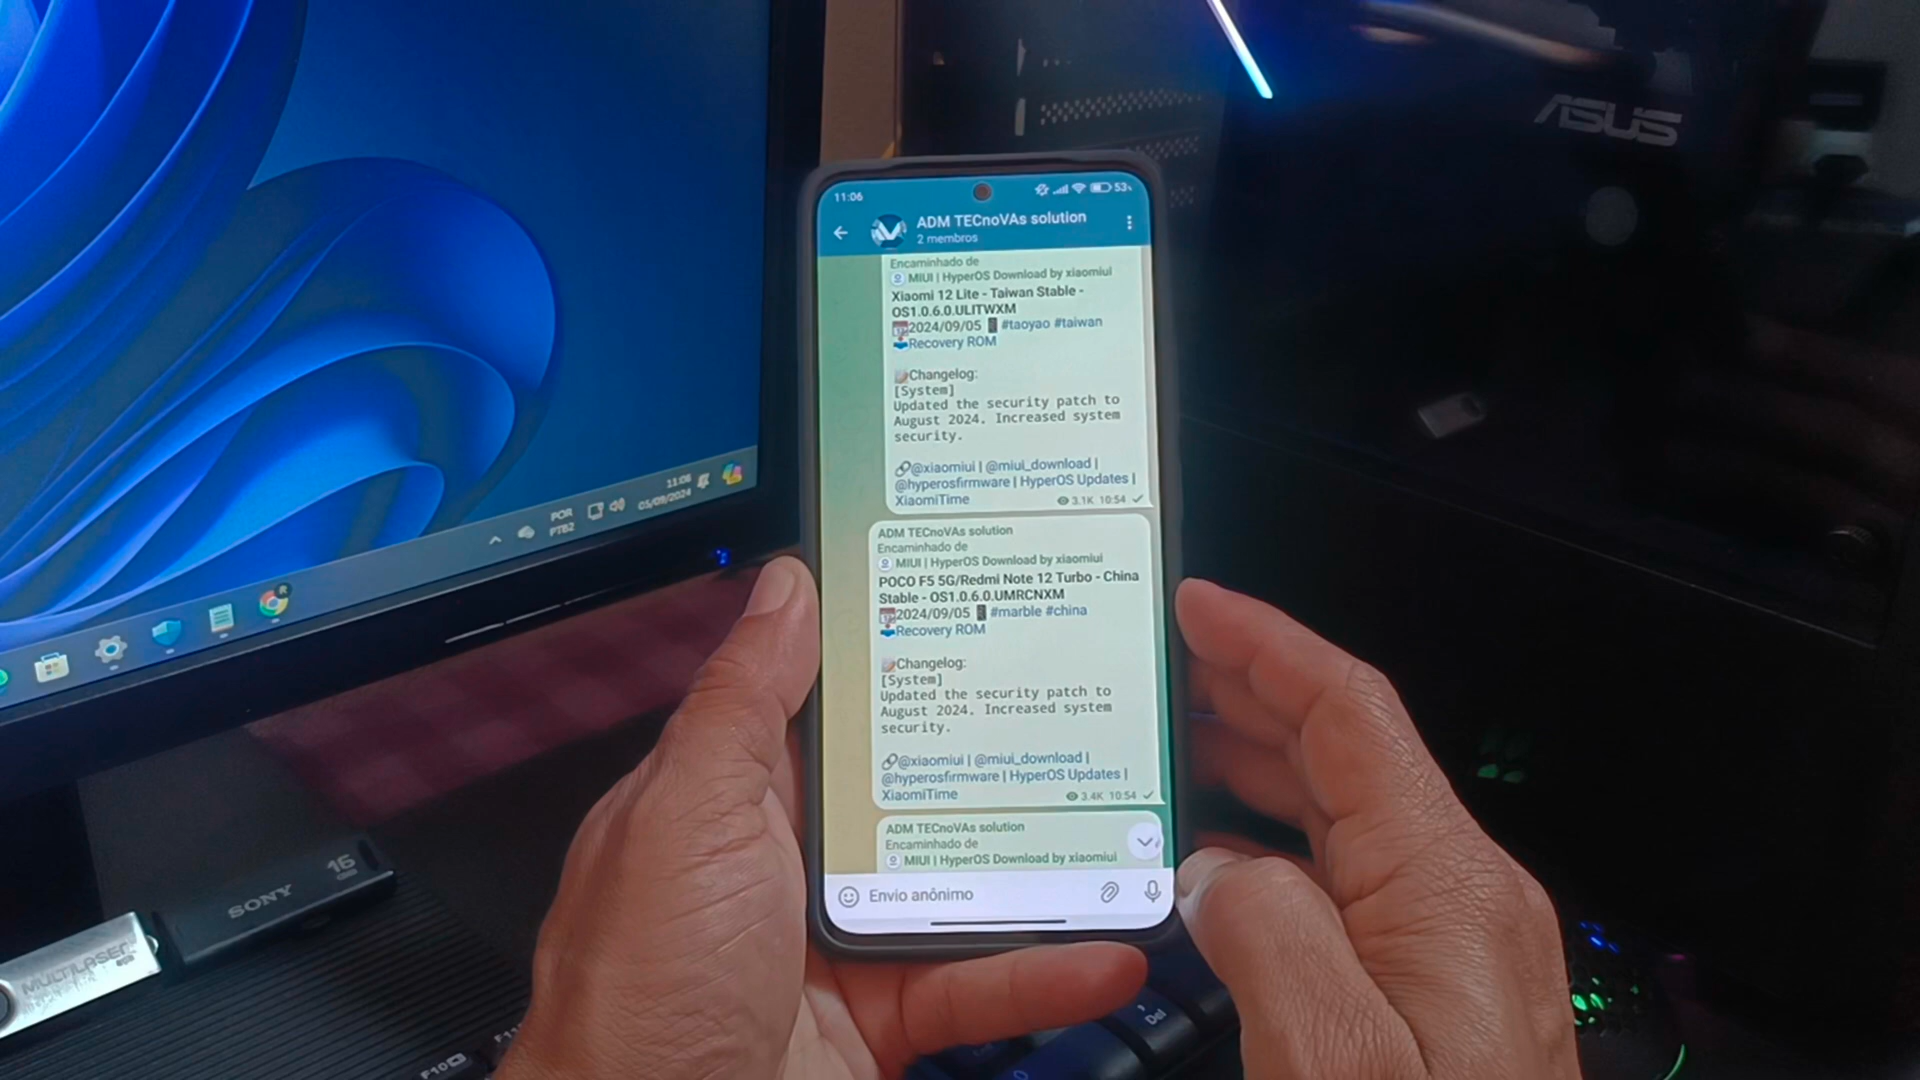 ASUS
11:06
53%
ADM TECnoVAs solution
2 membros
Encaminhado de
MIUI | HyperOS Download by xiaomiui
Xiaomi 12 Lite - Taiwan Stable -
OS1.0.6.0.ULITWXM
2024/09/05 #taoyao #taiwan
Recovery ROM
Changelog:
[System]
Updated the security patch to
August 2024. Increased system
security.
@xiaomiui | @miui_download |
@hyperosfirmware | HyperOS Updates |
XiaomiTime
3.1K 10:54
ADM TECnoVAs solution
Encaminhado de
MIUI | HyperOS Download by xiaomiui
POCO F5 5G/Redmi Note 12 Turbo - China
Stable - OS1.0.6.0.UMRCNXM
2024/09/05 #marble #china
Recovery ROM
Changelog:
[System]
Updated the security patch to
August 2024. Increased system
security.
@xiaomiui | @miui_download |
@hyperosfirmware | HyperOS Updates |
XiaomiTime
3.4K 10:54
ADM TECnoVAs solution
Encaminhado de
MIUI | HyperOS Download by xiaomiui
Envio anônimo
POR
PTB2
11:06
05/09/2024
SONY
16
GB
MULTILASER
8GB
F10
F11
Del